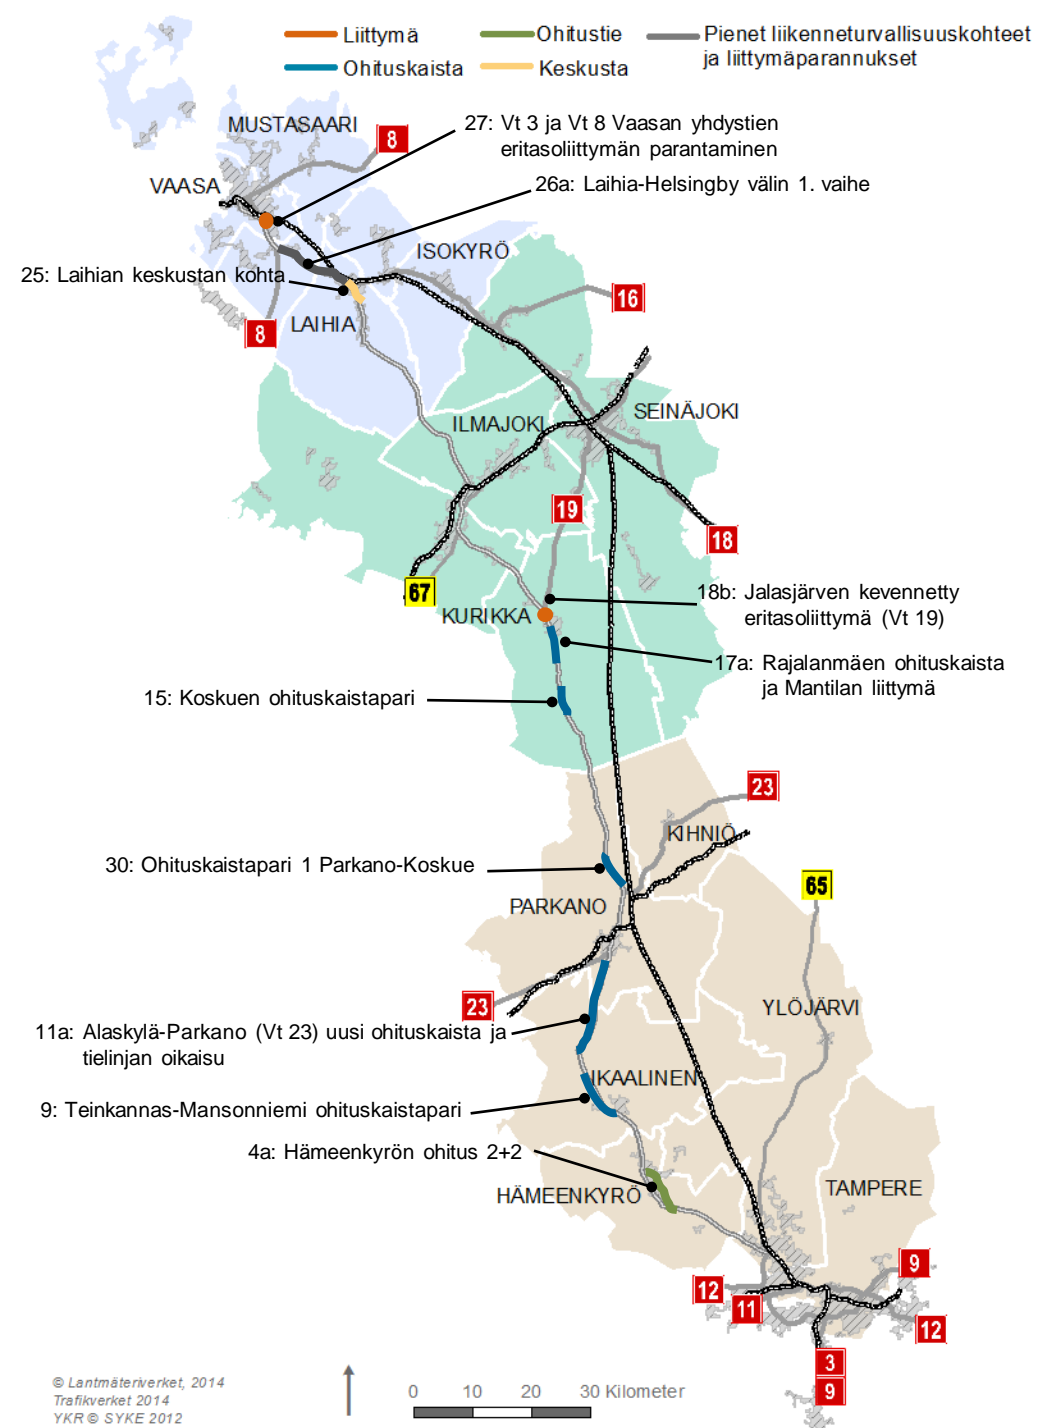 Liittymä
Ohitustie
Pienet liikenneturvallisuuskohteet
ja liittymäparannukset
Ohituskaista
Keskusta
MUSTASAARI
8
27: Vt 3 ja Vt 8 Vaasan yhdystien
eritasoliittymän parantaminen
VAASA
26a: Laihia-Helsingby välin 1. vaihe
ISOKYRÖ
25: Laihian keskustan kohta
16
LAIHIA
8
SEINÄJOKI
ILMAJOKI
19
18
67
18b: Jalasjärven kevennetty
eritasoliittymä (Vt 19)
KURIKKA
17a: Rajalanmäen ohituskaista
ja Mantilan liittymä
15: Koskuen ohituskaistapari
23
KIHNIÖ
30: Ohituskaistapari 1 Parkano-Koskue
65
PARKANO
23
YLÖJÄRVI
11a: Alaskylä-Parkano (Vt 23) uusi ohituskaista ja
tielinjan oikaisu
IKAALINEN
9: Teinkannas-Mansonniemi ohituskaistapari
4a: Hämeenkyrön ohitus 2+2
HÄMEENKYRÖ
TAMPERE
9
12
11
12
3
9
© Lantmäteriverket, 2014
Trafikverket 2014
YKR © SYKE 2012
0 10 20 30 Kilometer